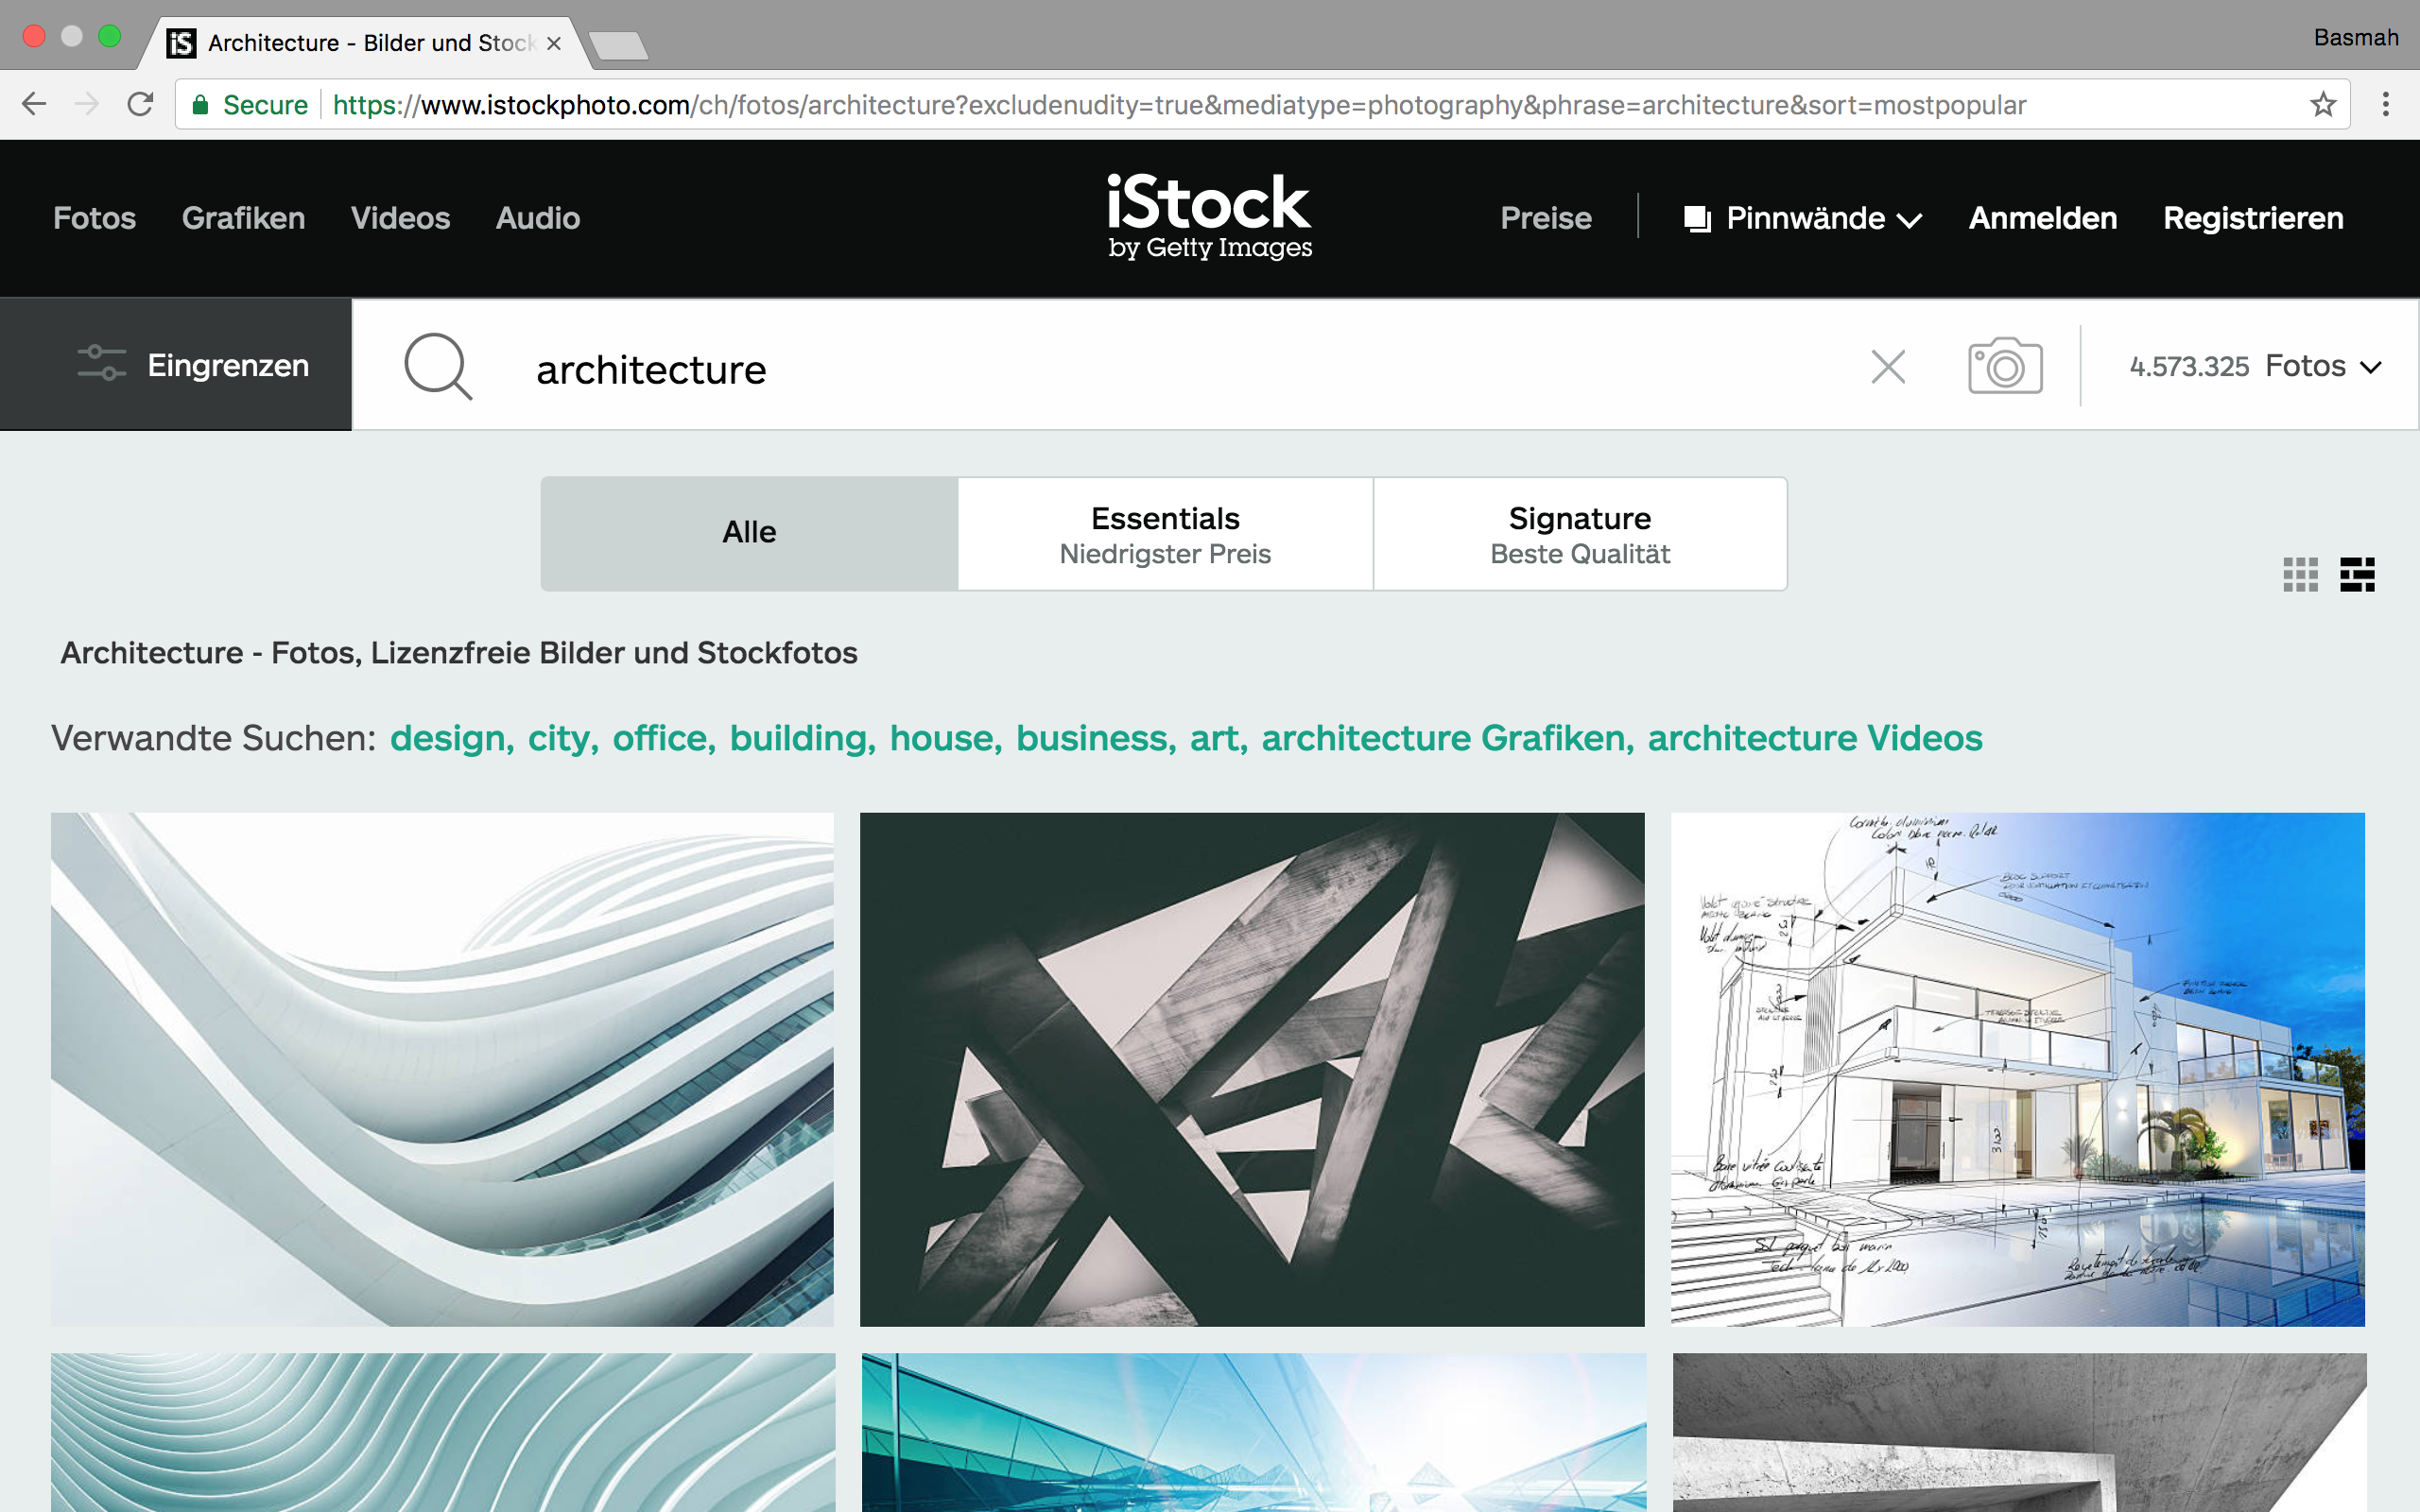 iS Architecture - Bilder und Stock
Basmah
Secure https://www.istockphoto.com/ch/fotos/architecture?excludenudity=true&mediatype=photography&phrase=architecture&sort=mostpopular
Fotos Grafiken Videos Audio
iStock
by Getty Images
Preise Pinnwände Anmelden Registrieren
Eingrenzen
architecture
4.573.325 Fotos
Alle
Essentials
Niedrigster Preis
Signature
Beste Qualität
Architecture - Fotos, Lizenzfreie Bilder und Stockfotos
Verwandte Suchen: design, city, office, building, house, business, art, architecture Grafiken, architecture Videos